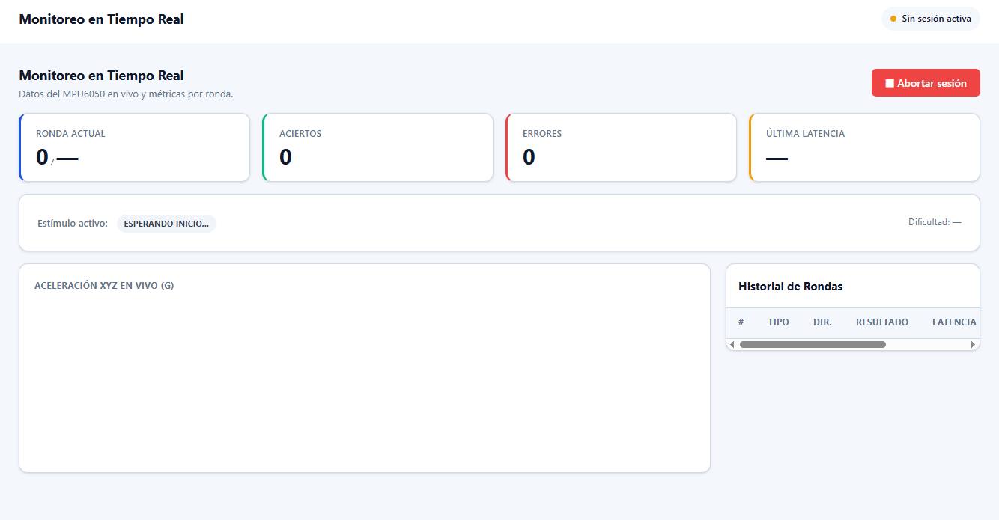 Monitoreo en Tiempo Real
Sin sesión activa
Monitoreo en Tiempo Real
Datos del MPU6050 en vivo y métricas por ronda.
Abortar sesión
RONDA ACTUAL
0 / —
ACIERTOS
0
ERRORES
0
ÚLTIMA LATENCIA
—
Estímulo activo: ESPERANDO INICIO...
Dificultad: —
ACELERACIÓN XYZ EN VIVO (G)
Historial de Rondas
# TIPO DIR. RESULTADO LATENCIA